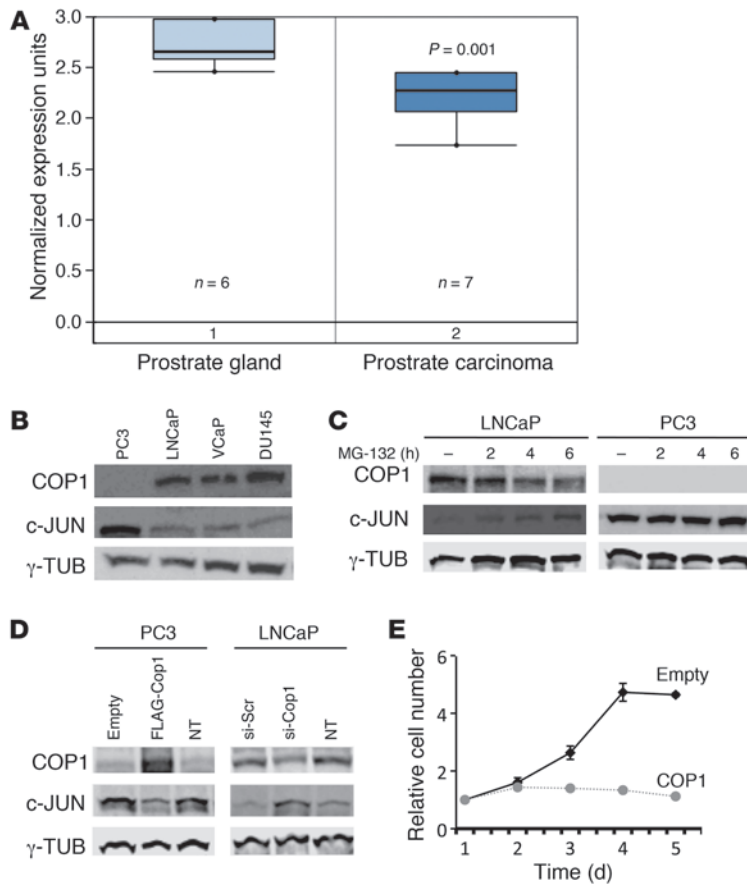 A
Normalized expression units
3.0
2.5
2.0
1.5
1.0
0.5
0.0
P = 0.001
n = 6
n = 7
1
2
Prostrate gland
Prostrate carcinoma
B
PC3
LNCaP
VCaP
DU145
COP1
c-JUN
γ-TUB
C
LNCaP
PC3
MG-132 (h)
– 2 4 6
– 2 4 6
COP1
c-JUN
γ-TUB
D
PC3
LNCaP
Empty
FLAG-Cop1
NT
si-Scr
si-Cop1
NT
COP1
c-JUN
γ-TUB
E
Relative cell number
6
4
2
0
Empty
COP1
1 2 3 4 5
Time (d)